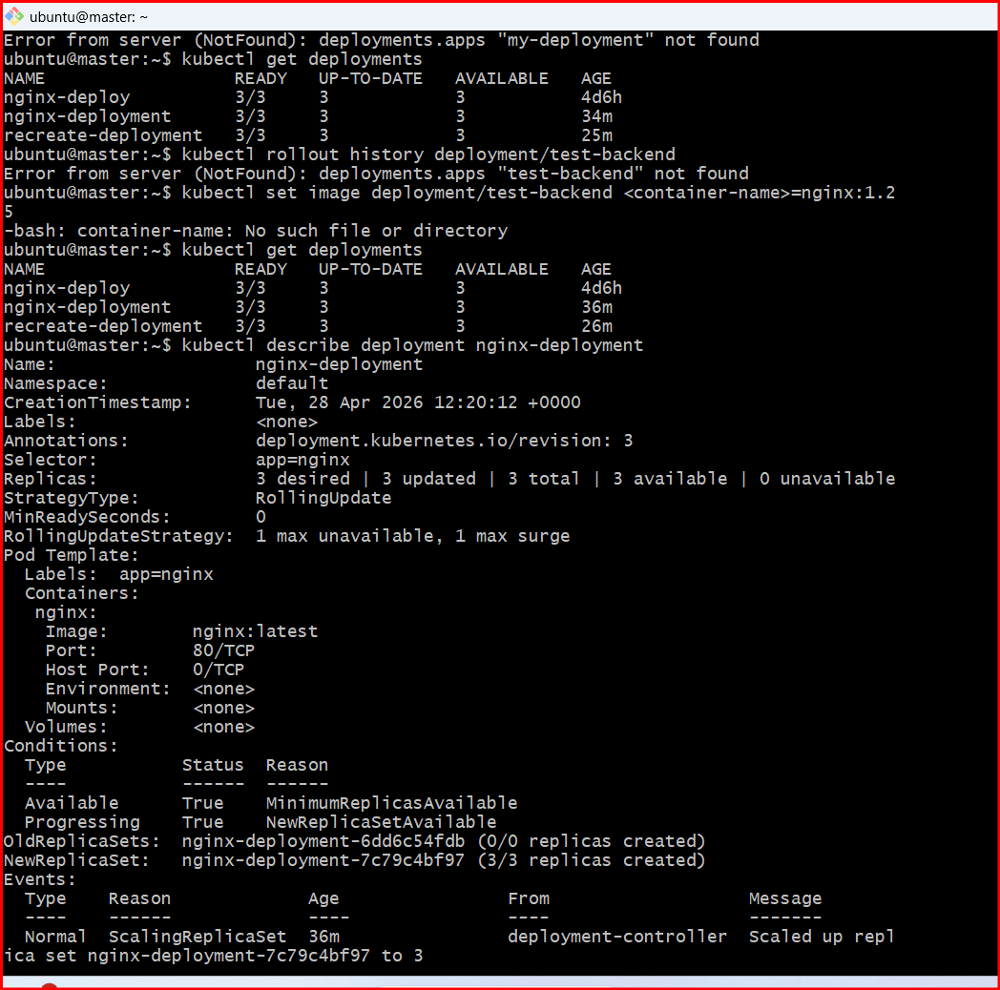 ubuntu@master: ~
Error from server (NotFound): deployments.apps "my-deployment" not found
ubuntu@master:~$ kubectl get deployments
NAME                  READY   UP-TO-DATE   AVAILABLE   AGE
nginx-deploy          3/3     3            3           4d6h
nginx-deployment      3/3     3            3           34m
recreate-deployment   3/3     3            3           25m
ubuntu@master:~$ kubectl rollout history deployment/test-backend
Error from server (NotFound): deployments.apps "test-backend" not found
ubuntu@master:~$ kubectl set image deployment/test-backend <container-name>=nginx:1.2
5
-bash: container-name: No such file or directory
ubuntu@master:~$ kubectl get deployments
NAME                  READY   UP-TO-DATE   AVAILABLE   AGE
nginx-deploy          3/3     3            3           4d6h
nginx-deployment      3/3     3            3           36m
recreate-deployment   3/3     3            3           26m
ubuntu@master:~$ kubectl describe deployment nginx-deployment
Name:                   nginx-deployment
Namespace:              default
CreationTimestamp:      Tue, 28 Apr 2026 12:20:12 +0000
Labels:                 <none>
Annotations:            deployment.kubernetes.io/revision: 3
Selector:               app=nginx
Replicas:               3 desired | 3 updated | 3 total | 3 available | 0 unavailable
StrategyType:           RollingUpdate
MinReadySeconds:        0
RollingUpdateStrategy:  1 max unavailable, 1 max surge
Pod Template:
  Labels:  app=nginx
  Containers:
   nginx:
    Image:        nginx:latest
    Port:         80/TCP
    Host Port:    0/TCP
    Environment:  <none>
    Mounts:       <none>
  Volumes:        <none>
Conditions:
  Type           Status  Reason
  ----           ------  ------
  Available      True    MinimumReplicasAvailable
  Progressing    True    NewReplicaSetAvailable
OldReplicaSets:  nginx-deployment-6dd6c54fdb (0/0 replicas created)
NewReplicaSet:   nginx-deployment-7c79c4bf97 (3/3 replicas created)
Events:
  Type    Reason             Age                From                   Message
  ----    ------             ----               ----                   -------
  Normal  ScalingReplicaSet  36m                deployment-controller  Scaled up repl
ica set nginx-deployment-7c79c4bf97 to 3